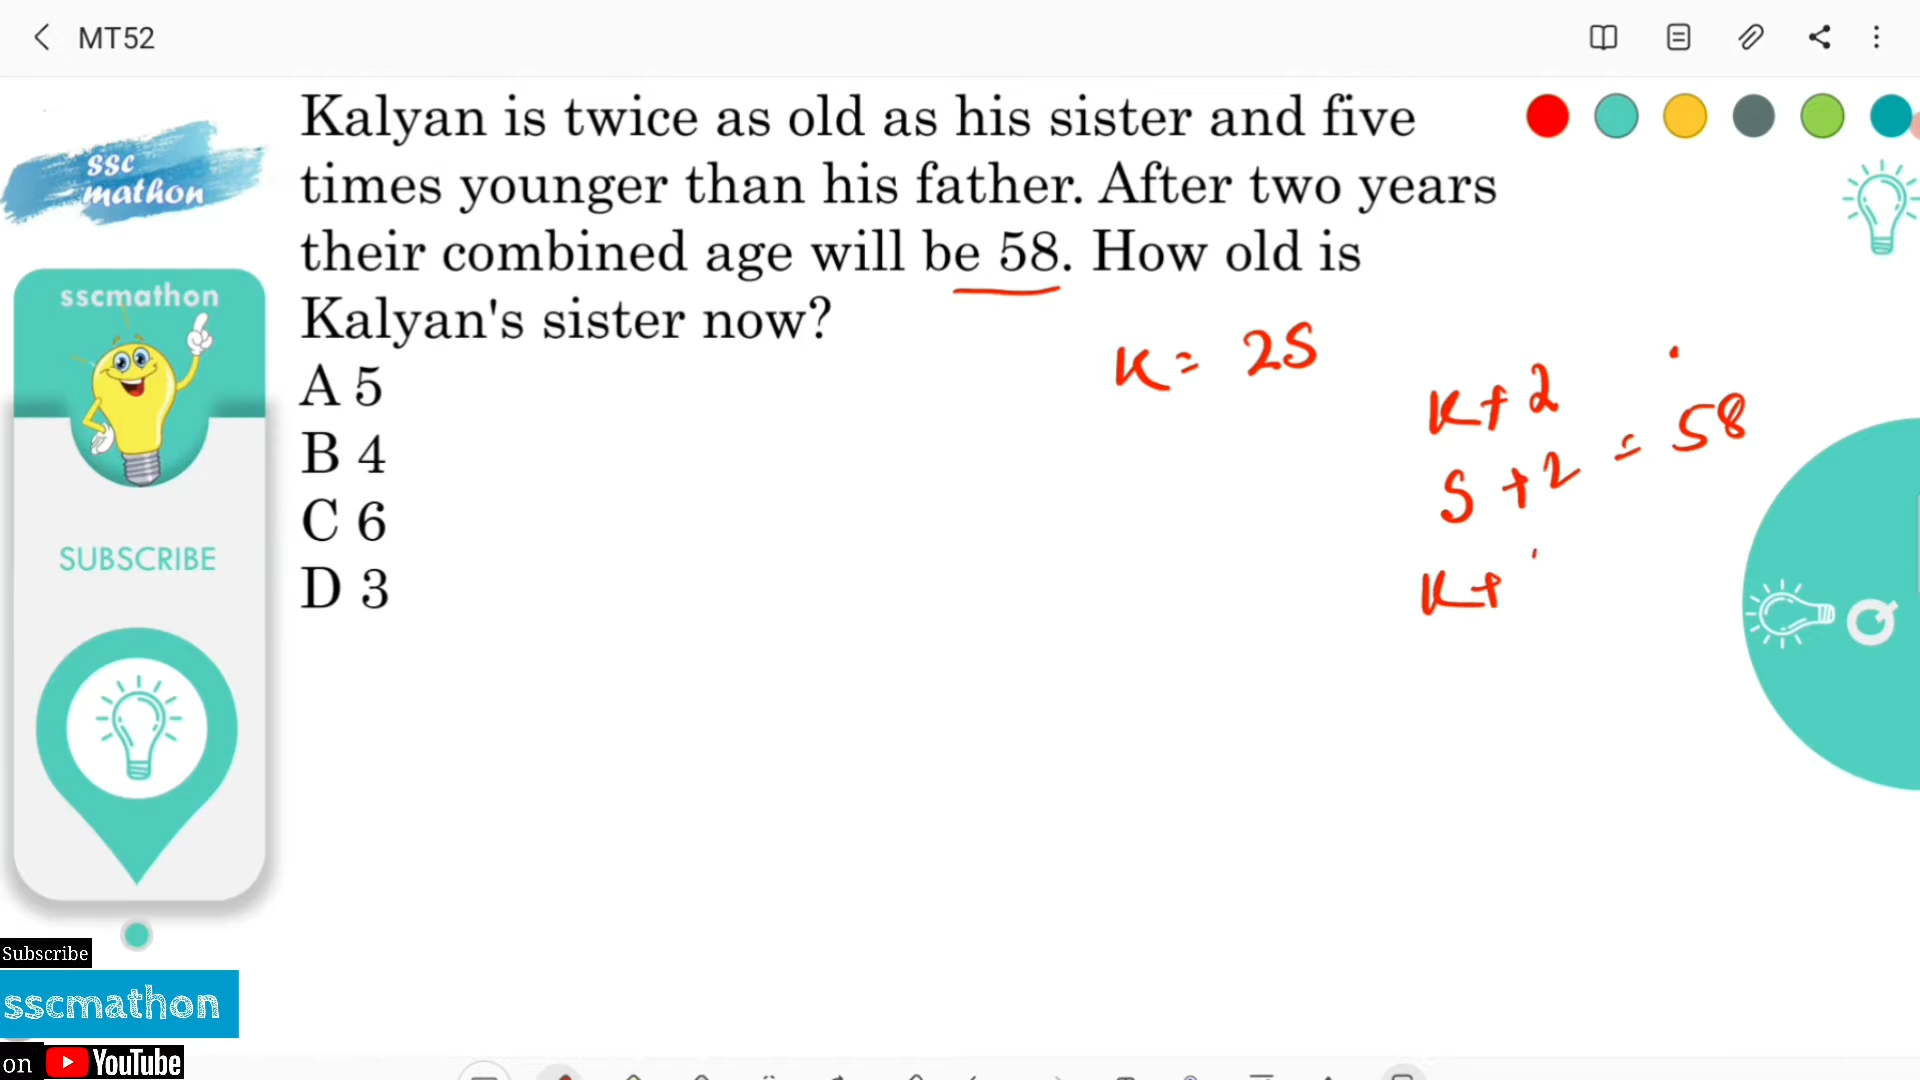 MT52
ssc
mathon
Kalyan is twice as old as his sister and five
times younger than his father. After two years
their combined age will be 58. How old is
Kalyan's sister now?
A 5
B 4
C 6
D 3
K = 2S
K+2
S+2 = 58
K+
sscmathon
SUBSCRIBE
Q
Subscribe
sscmathon
on YouTube